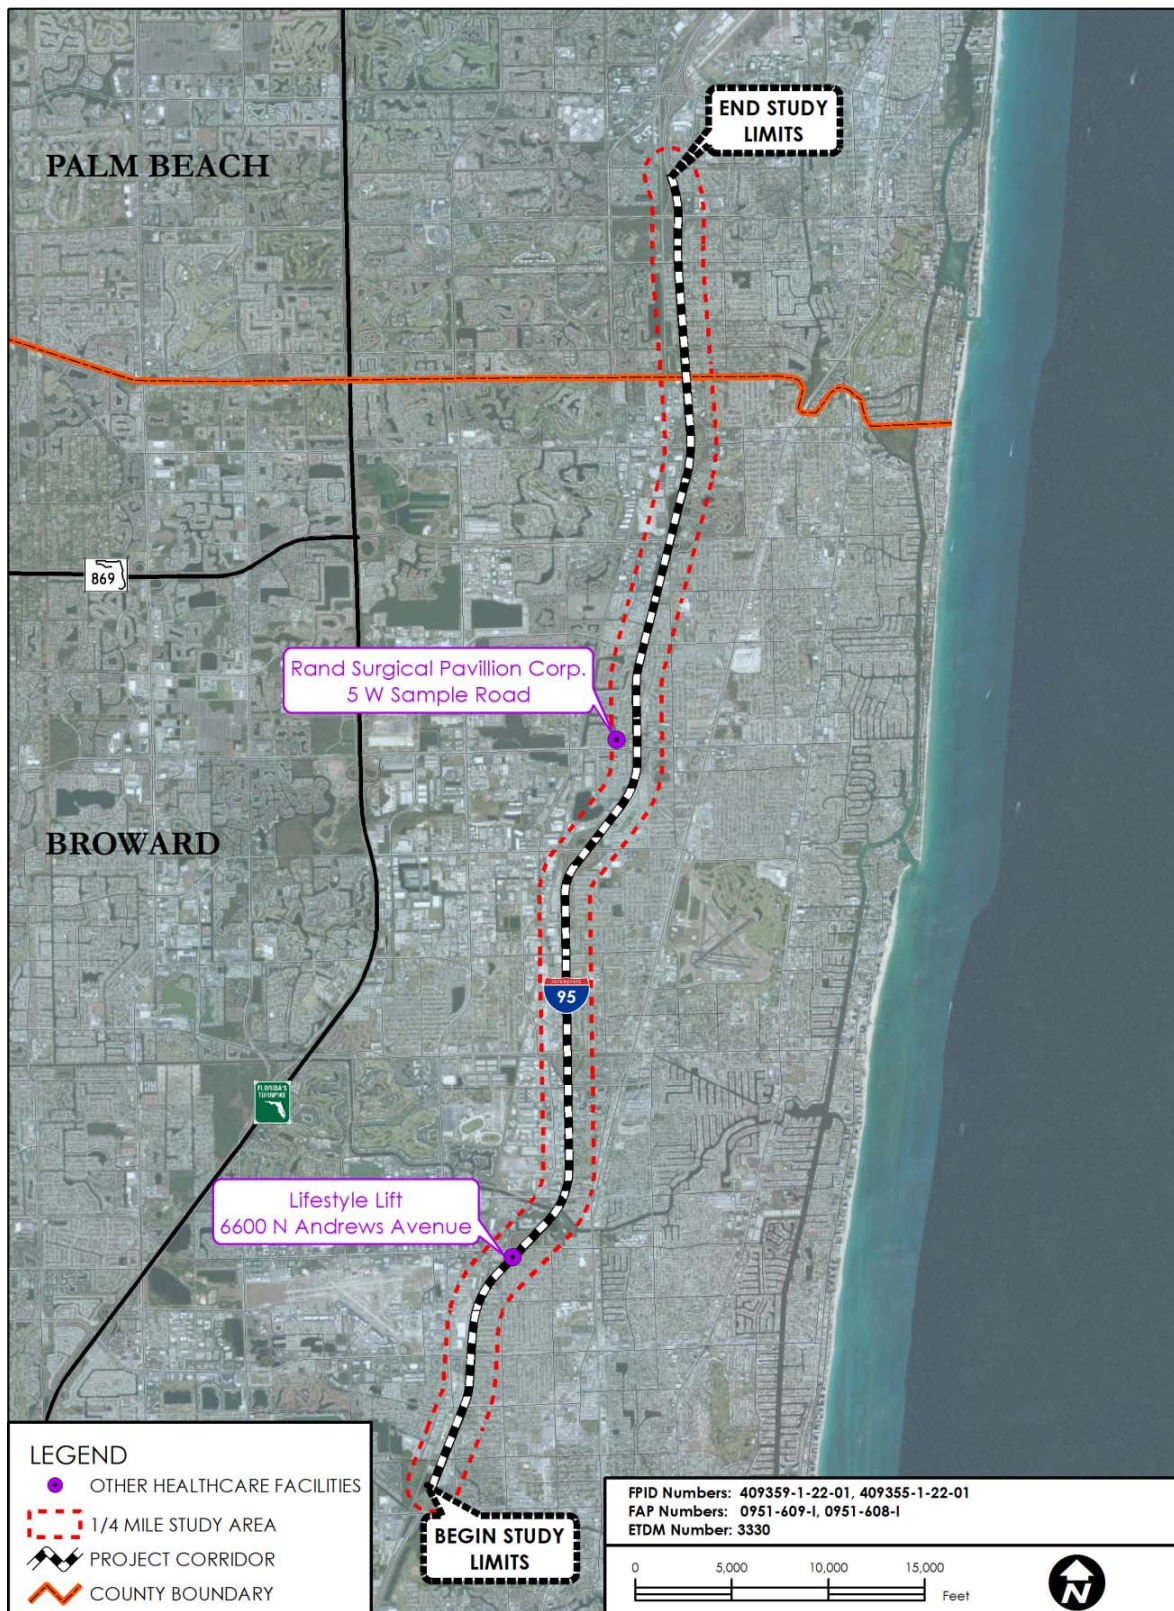 END STUDY
LIMITS
PALM BEACH
869
Rand Surgical Pavillion Corp.
5 W Sample Road
BROWARD
INTERSTATE
95
FLORIDA'S
TURNPIKE
Lifestyle Lift
6600 N Andrews Avenue
BEGIN STUDY
LIMITS
LEGEND
OTHER HEALTHCARE FACILITIES
1/4 MILE STUDY AREA
PROJECT CORRIDOR
COUNTY BOUNDARY
FPID Numbers: 409359-1-22-01, 409355-1-22-01
FAP Numbers: 0951-609-I, 0951-608-I
ETDM Number: 3330
0 5,000 10,000 15,000
Feet
N